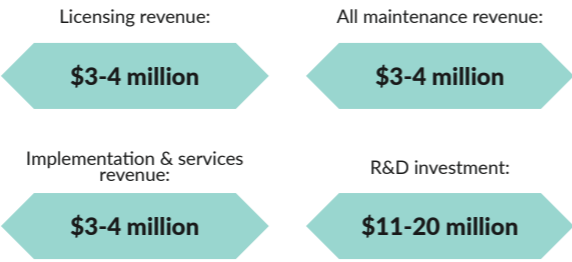 Licensing revenue:
$3-4 million
All maintenance revenue:
$3-4 million
Implementation & services
revenue:
$3-4 million
R&D investment:
$11-20 million